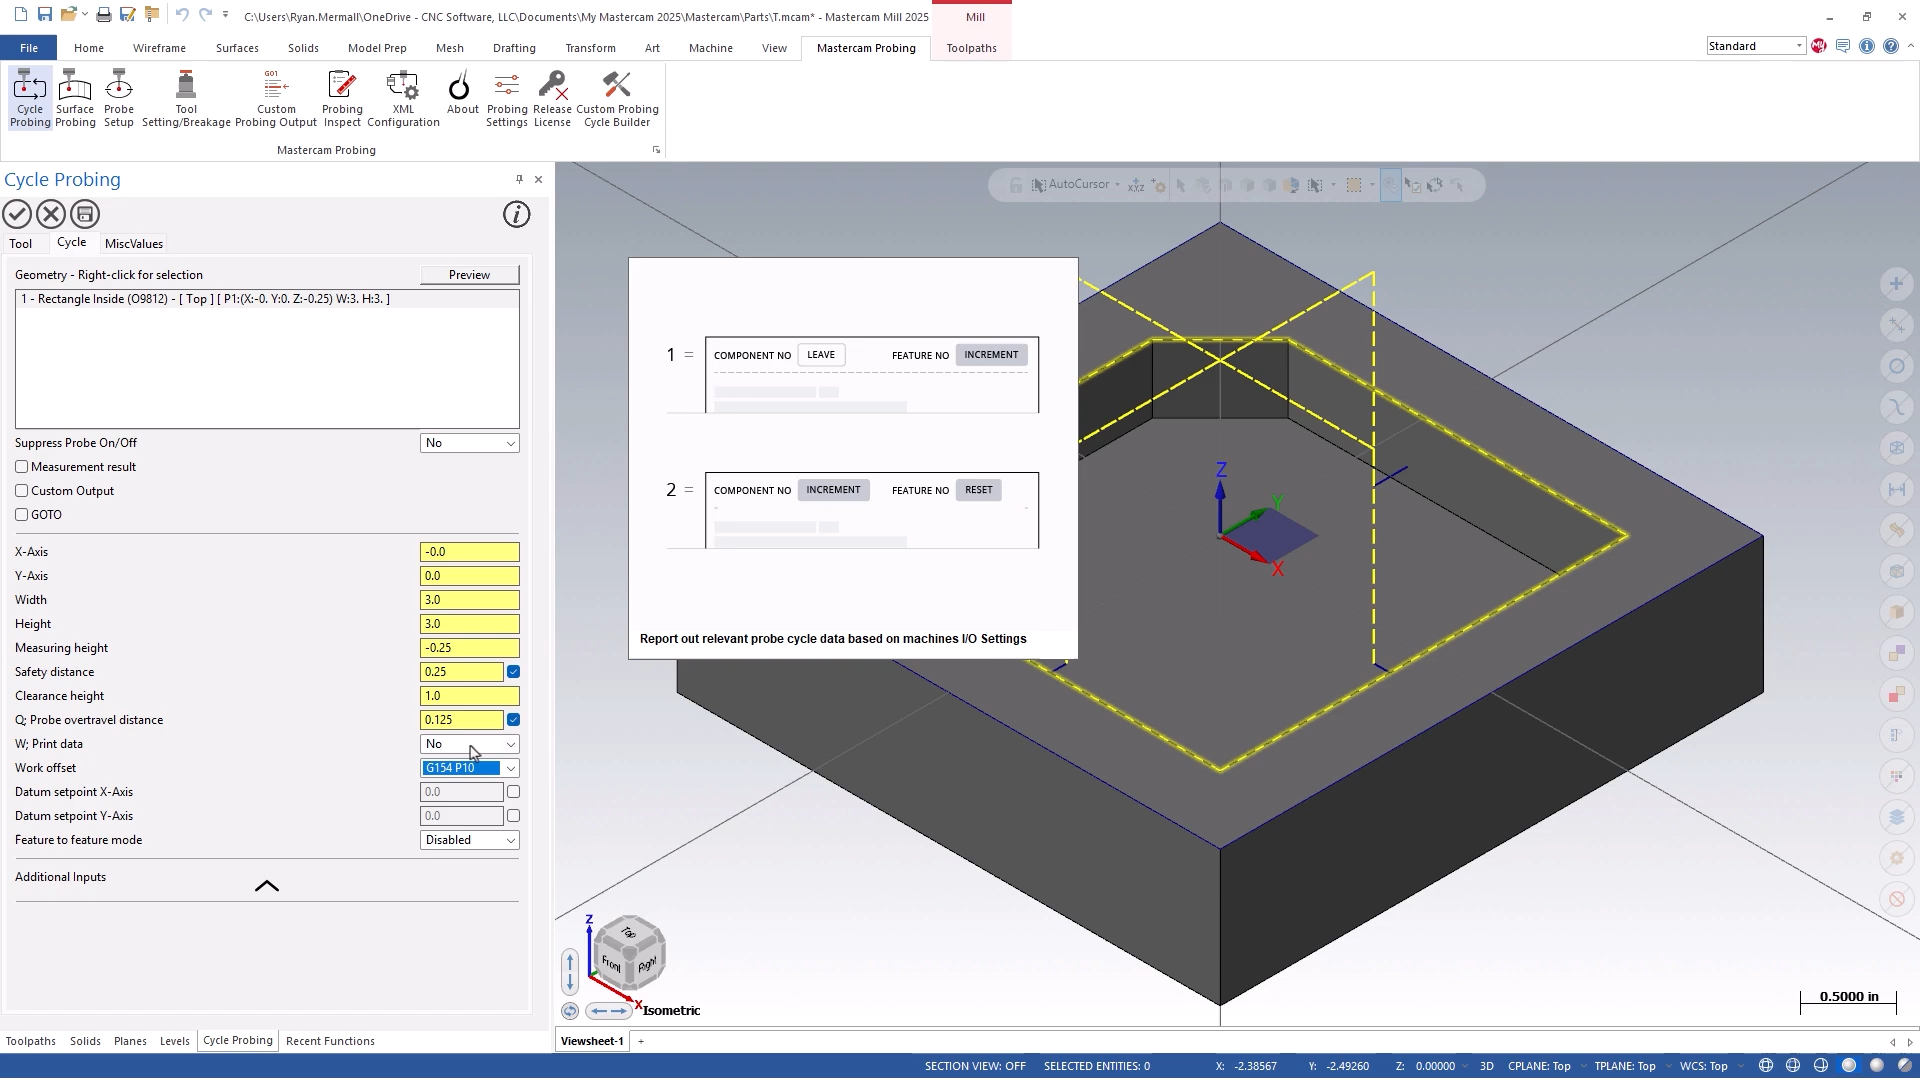 C:\Users\Ryan.Mermall\OneDrive - CNC Software, LLC\Documents\My Mastercam 2025\Mastercam\Parts\T.mcam* - Mastercam Mill 2025
Mill
File
Home
Wireframe
Surfaces
Solids
Model Prep
Mesh
Drafting
Transform
Art
Machine
View
Mastercam Probing
Toolpaths
Standard
Cycle Probing
Surface Probing
Probe Setup
Tool Setting/Breakage
G01
Custom Probing Output
Probing Inspect
XML Configuration
About
Probing Settings
Release License
Custom Probing Cycle Builder
Mastercam Probing
Cycle Probing
AutoCursor
XYZ
Tool
Cycle
MiscValues
Geometry - Right-click for selection
Preview
1 - Rectangle Inside (O9812) - [ Top ] [ P1:(X:-0. Y:0. Z:-0.25) W:3. H:3. ]
Suppress Probe On/Off
No
Measurement result
Custom Output
GOTO
X-Axis
-0.0
Y-Axis
0.0
Width
3.0
Height
3.0
Measuring height
-0.25
Safety distance
0.25
Clearance height
1.0
Q; Probe overtravel distance
0.125
W; Print data
No
Work offset
G154 P10
Datum setpoint X-Axis
0.0
Datum setpoint Y-Axis
0.0
Feature to feature mode
Disabled
Additional Inputs
1 =
COMPONENT NO LEAVE FEATURE NO INCREMENT
2 =
COMPONENT NO INCREMENT FEATURE NO RESET
Report out relevant probe cycle data based on machines I/O Settings
Z
Y
X
Z
Top
Front
Right
X
Isometric
0.5000 in
Toolpaths
Solids
Planes
Levels
Cycle Probing
Recent Functions
Viewsheet-1
+
SECTION VIEW: OFF
SELECTED ENTITIES: 0
X: -2.38567
Y: -2.49260
Z: 0.00000
3D
CPLANE: Top
TPLANE: Top
WCS: Top